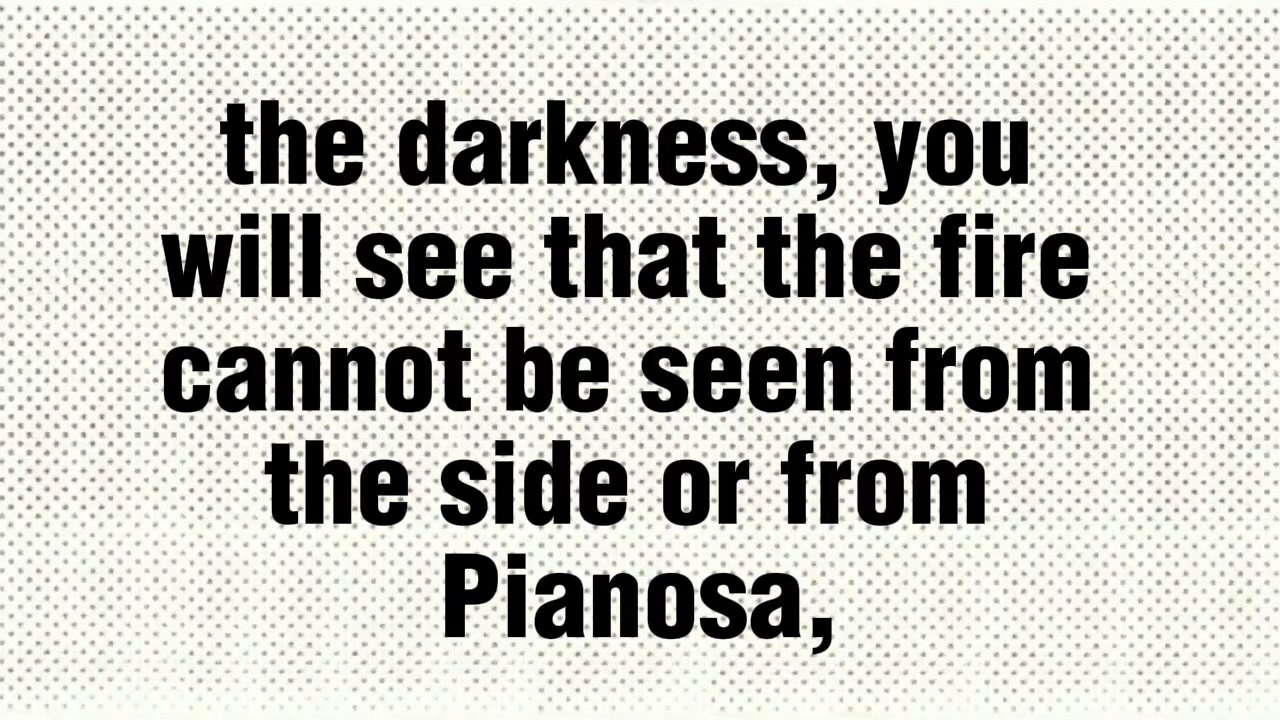 the darkness, you
will see that the fire
cannot be seen from
the side or from
Pianosa,